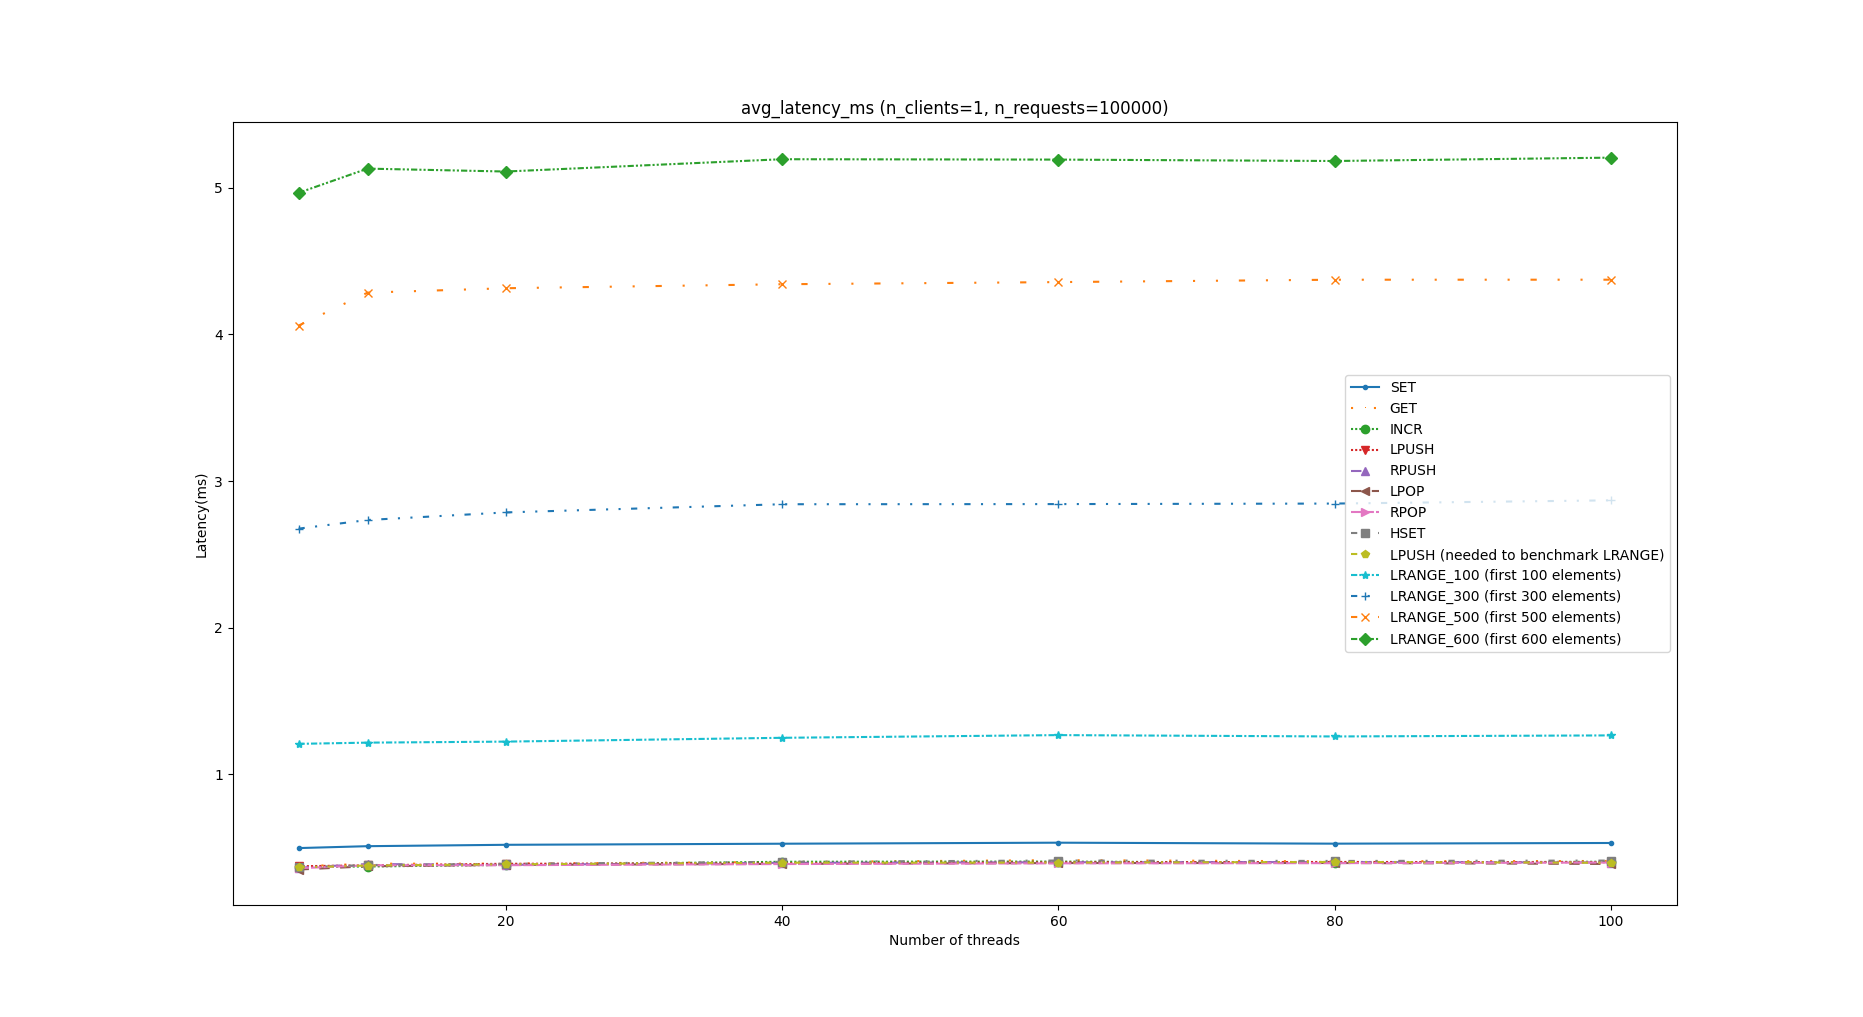 avg_latency_ms (n_clients=1, n_requests=100000)
5
4
3
2
1
Latency(ms)
SET
GET
INCR
LPUSH
RPUSH
LPOP
RPOP
HSET
LPUSH (needed to benchmark LRANGE)
LRANGE_100 (first 100 elements)
LRANGE_300 (first 300 elements)
LRANGE_500 (first 500 elements)
LRANGE_600 (first 600 elements)
20 40 60 80 100
Number of threads